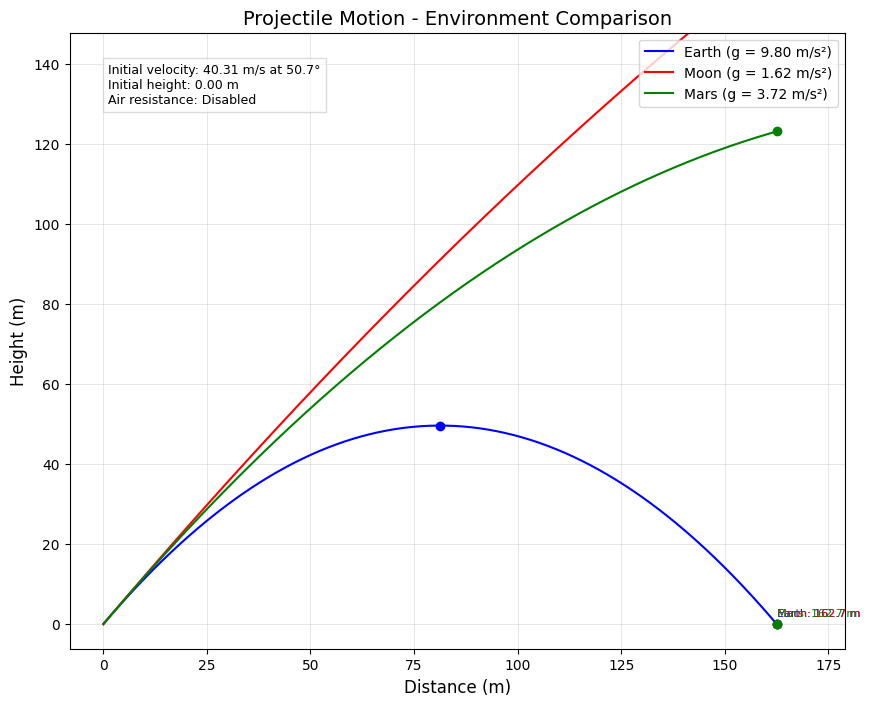 Projectile Motion - Environment Comparison
Initial velocity: 40.31 m/s at 50.7°
Initial height: 0.00 m
Air resistance: Disabled
Earth (g = 9.80 m/s²)
Moon (g = 1.62 m/s²)
Mars (g = 3.72 m/s²)
Height (m)
140
120
100
80
60
40
20
0
162.7 m
0
25
50
75
100
125
150
175
Distance (m)